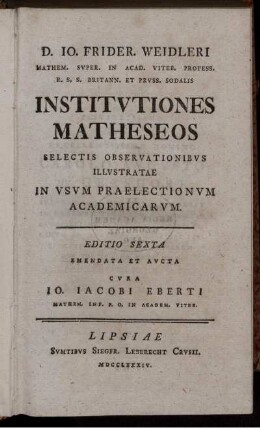 D. IO. FRIDER. WEIDLERI
MATHEM. SVPER. IN ACAD. VITEB. PROFESS.
R. S. S. BRITANN. ET PRVSS. SODALIS
INSTITVTIONES
MATHESEOS
SELECTIS OBSERVATIONIBVS
ILLVSTRATAE
IN VSVM PRAELECTIONVM
ACADEMICARVM.
EDITIO SEXTA
EMENDATA ET AVCTA
CVRA
IO. IACOBI EBERTI
MATHEM. INF. P. O. IN ACADEM. VITEB.
LIPSIAE
SVMTIBVS SIEGFR. LEBERECHT CRVSII.
MDCCLXXXIV.